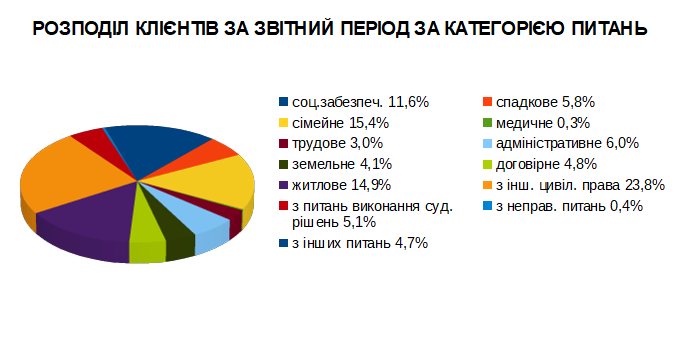 РОЗПОДІЛ КЛІЄНТІВ ЗА ЗВІТНИЙ ПЕРІОД ЗА КАТЕГОРІЄЮ ПИТАНЬ
соц.забезпеч. 11,6%
спадкове 5,8%
сімейне 15,4%
медичне 0,3%
трудове 3,0%
адміністративне 6,0%
земельне 4,1%
договірне 4,8%
житлове 14,9%
з інш. цивіл. права 23,8%
з питань виконання суд.
рішень 5,1%
з неправ. питань 0,4%
з інших питань 4,7%